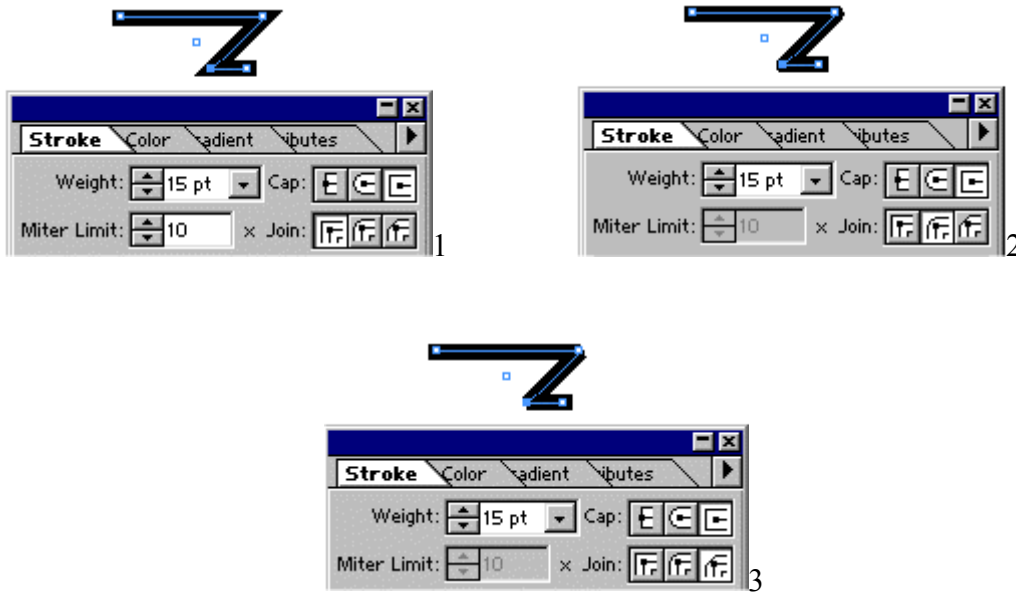 Stroke Color adient ibutes
Weight: 15 pt Cap:
Miter Limit: 10 x Join:
1
Stroke Color adient ibutes
Weight: 15 pt Cap:
Miter Limit: 10 x Join:
2
Stroke Color adient ibutes
Weight: 15 pt Cap:
Miter Limit: 10 x Join:
3